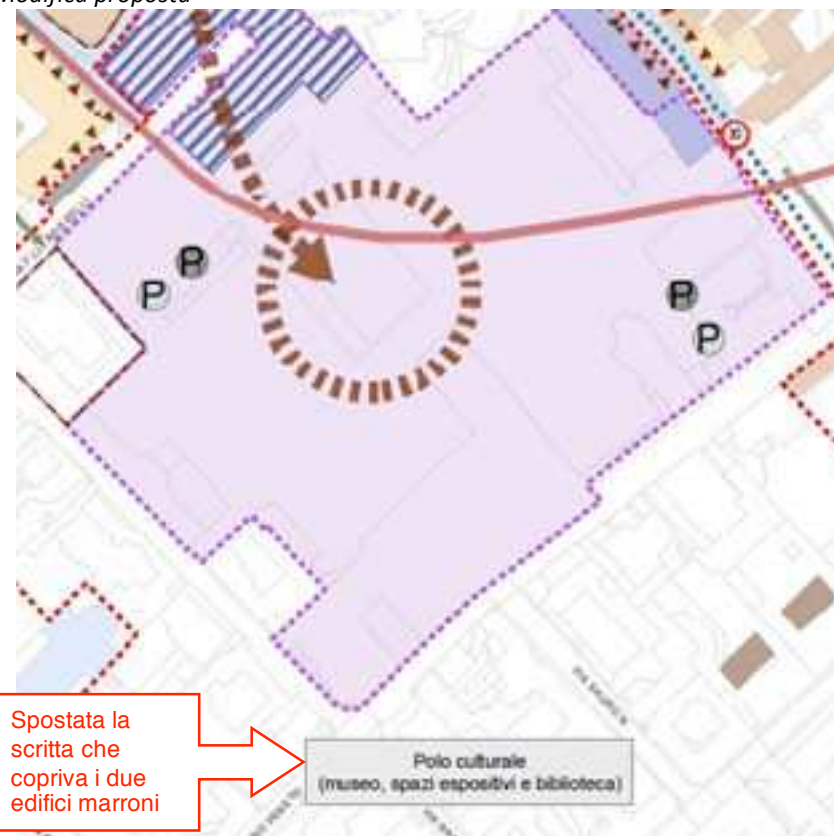 Modifica proposta
P
P
P
P
Spostata la
scritta che
copriva i due
edifici marroni
Polo culturale
(museo, spazi espositivi e biblioteca)